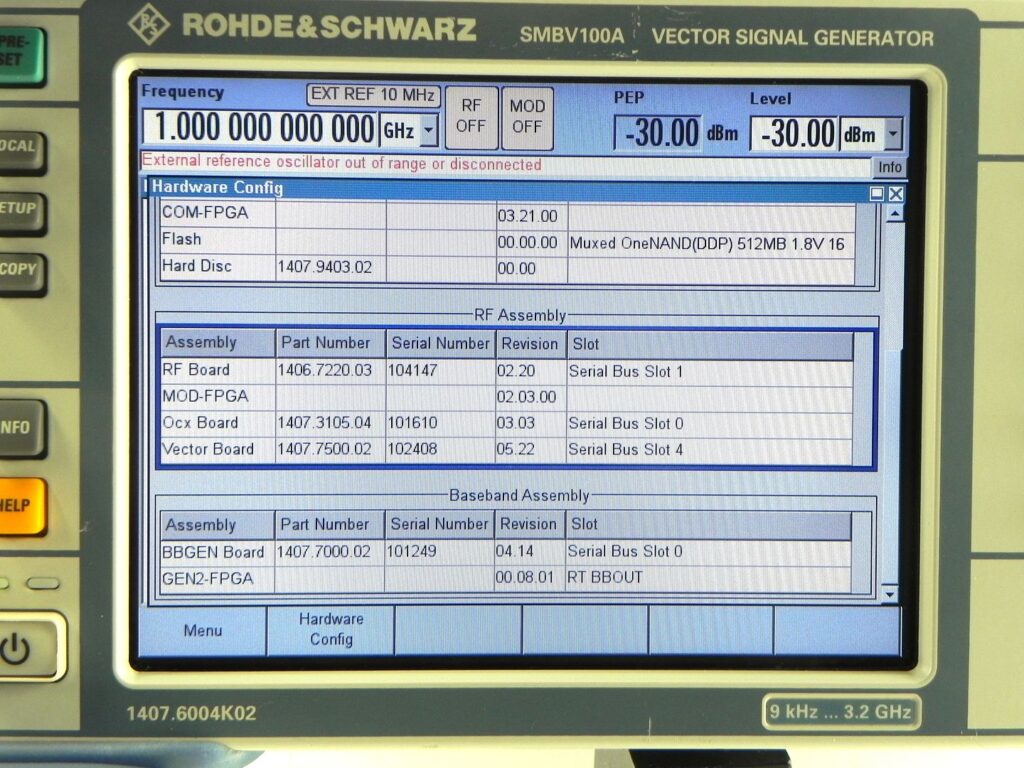 ROHDE&SCHWARZ SMBV100A VECTOR SIGNAL GENERATOR
PRE-
SET
Frequency EXT REF 10 MHz RF OFF MOD OFF PEP Level
1.000 000 000 000 GHz -30.00 dBm -30.00 dBm
External reference oscillator out of range or disconnected Info
OCAL
Hardware Config
ETUP
COM-FPGA 03.21.00
Flash 00.00.00 Muxed OneNAND(DDP) 512MB 1.8V 16
Hard Disc 1407.9403.02 00.00
COPY
RF Assembly
Assembly Part Number Serial Number Revision Slot
RF Board 1406.7220.03 104147 02.20 Serial Bus Slot 1
MOD-FPGA 02.03.00
Ocx Board 1407.3105.04 101610 03.03 Serial Bus Slot 0
NFO
Vector Board 1407.7500.02 102408 05.22 Serial Bus Slot 4
Baseband Assembly
HELP
Assembly Part Number Serial Number Revision Slot
BBGEN Board 1407.7000.02 101249 04.14 Serial Bus Slot 0
GEN2-FPGA 00.08.01 RT BBOUT
Menu Hardware Config
1407.6004K02 9 kHz ... 3.2 GHz